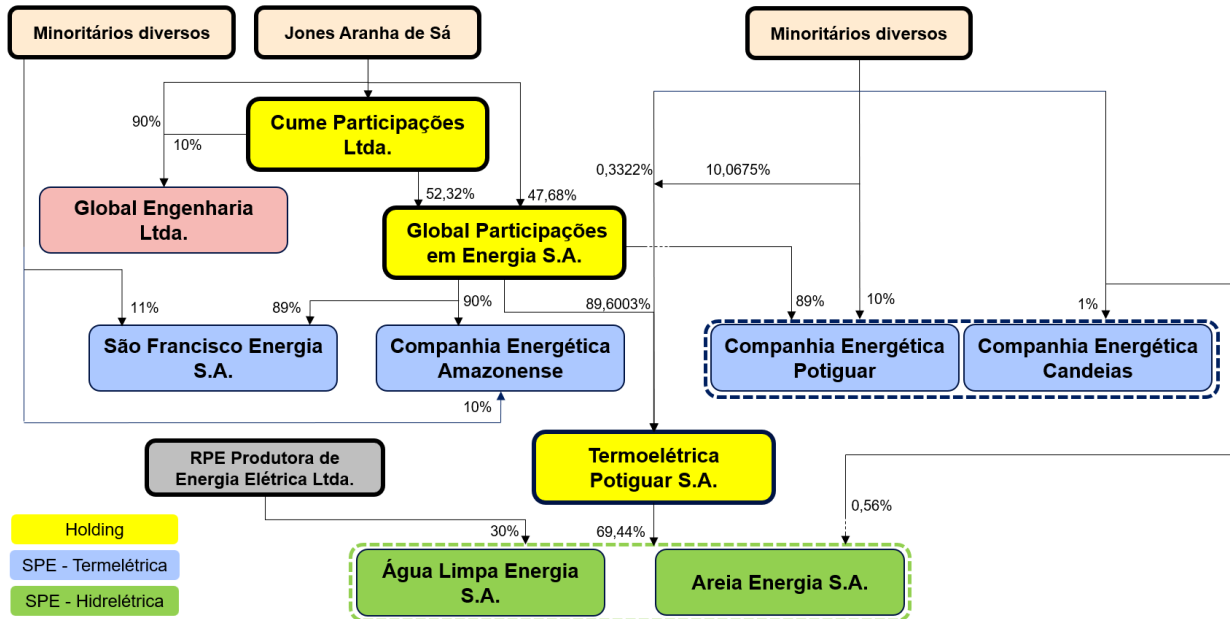 Minoritários diversos
Jones Aranha de Sá
Minoritários diversos
90%
10%
Cume Participações
Ltda.
0,3322%
10,0675%
52,32%
47,68%
Global Engenharia
Ltda.
Global Participações
em Energia S.A.
11%
89%
90%
89,6003%
89%
10%
1%
São Francisco Energia
S.A.
Companhia Energética
Amazonense
Companhia Energética
Potiguar
Companhia Energética
Candeias
10%
RPE Produtora de
Energia Elétrica Ltda.
Termoelétrica
Potiguar S.A.
0,56%
30%
69,44%
Holding
SPE - Termelétrica
SPE - Hidrelétrica
Água Limpa Energia
S.A.
Areia Energia S.A.